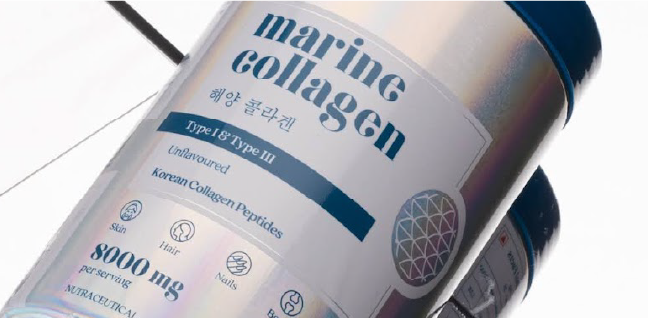 marine
collagen
해양 콜라겐
Type I & Type III
Unflavoured
Korean Collagen Peptides
Skin
Hair
Nails
8000 mg
per serving
NUTRACEUTICAL